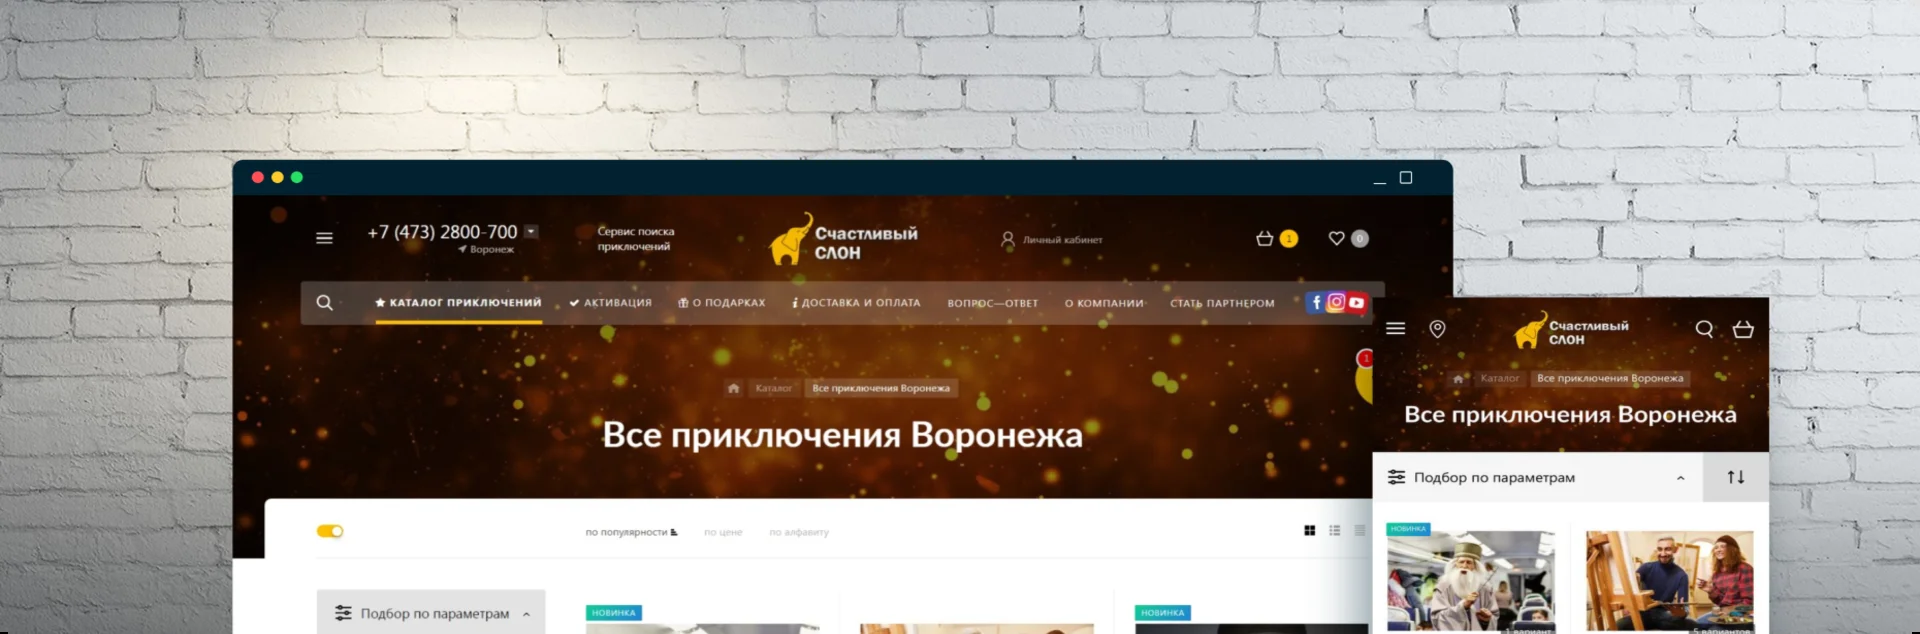 +7 (473) 2800-700
Воронеж
Сервис поиска
приключений
Счастливый
СЛОН
Личный кабинет
1
0
КАТАЛОГ ПРИКЛЮЧЕНИЙ
АКТИВАЦИЯ
О ПОДАРКАХ
ДОСТАВКА И ОПЛАТА
ВОПРОС—ОТВЕТ
О КОМПАНИИ
СТАТЬ ПАРТНЕРОМ
1
Каталог
Все приключения Воронежа
Все приключения Воронежа
по популярности
по цене
по алфавиту
Подбор по параметрам
НОВИНКА
НОВИНКА
Счастливый
СЛОН
Каталог
Все приключения Воронежа
Все приключения Воронежа
Подбор по параметрам
НОВИНКА
1 вариант
5 вариантов